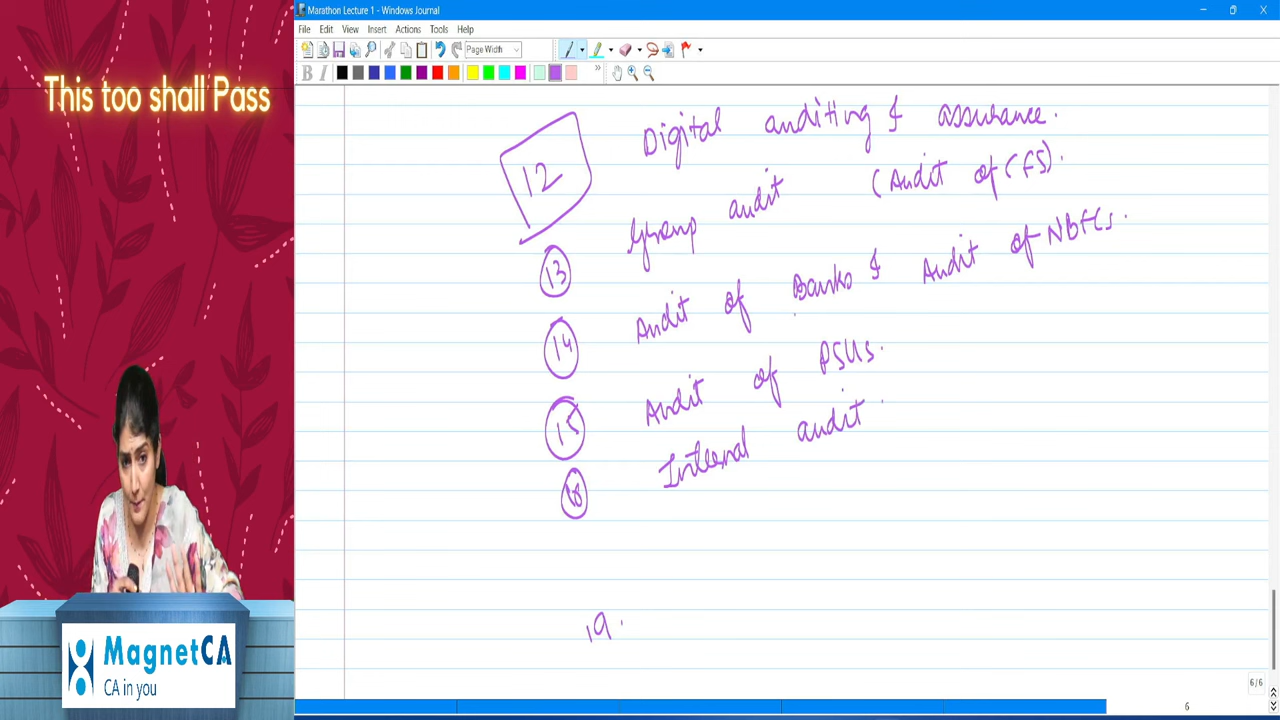 Marathon Lecture 1 - Windows Journal
File Edit View Insert Actions Tools Help
Page Width
B I
This too shall Pass
12 Digital auditing & assurance.
13 Group audit (Audit of CFS).
14 Audit of Banks & Audit of NBFCs.
15 Audit of PSUs.
Internal audit.
19.
MagnetCA
CA in you
6/6
6